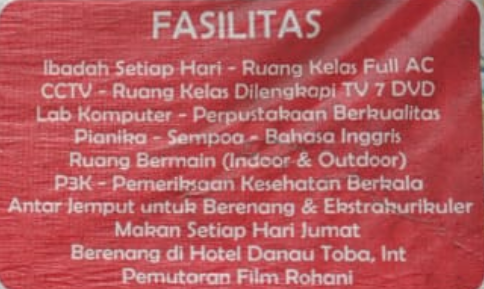 FASILITAS
Ibadah Setiap Hari - Ruang Kelas Full AC
CCTV - Ruang Kelas Dilengkapi TV 7 DVD
Lab Komputer - Perpustakaan Berkualitas
Pianika - Sempoa - Bahasa Inggris
Ruang Bermain (Indoor & Outdoor)
P3K - Pemeriksaan Kesehatan Berkala
Antar Jemput untuk Berenang & Ekstrakurikuler
Makan Setiap Hari Jumat
Berenang di Hotel Danau Toba, Int
Pemutaran Film Rohani